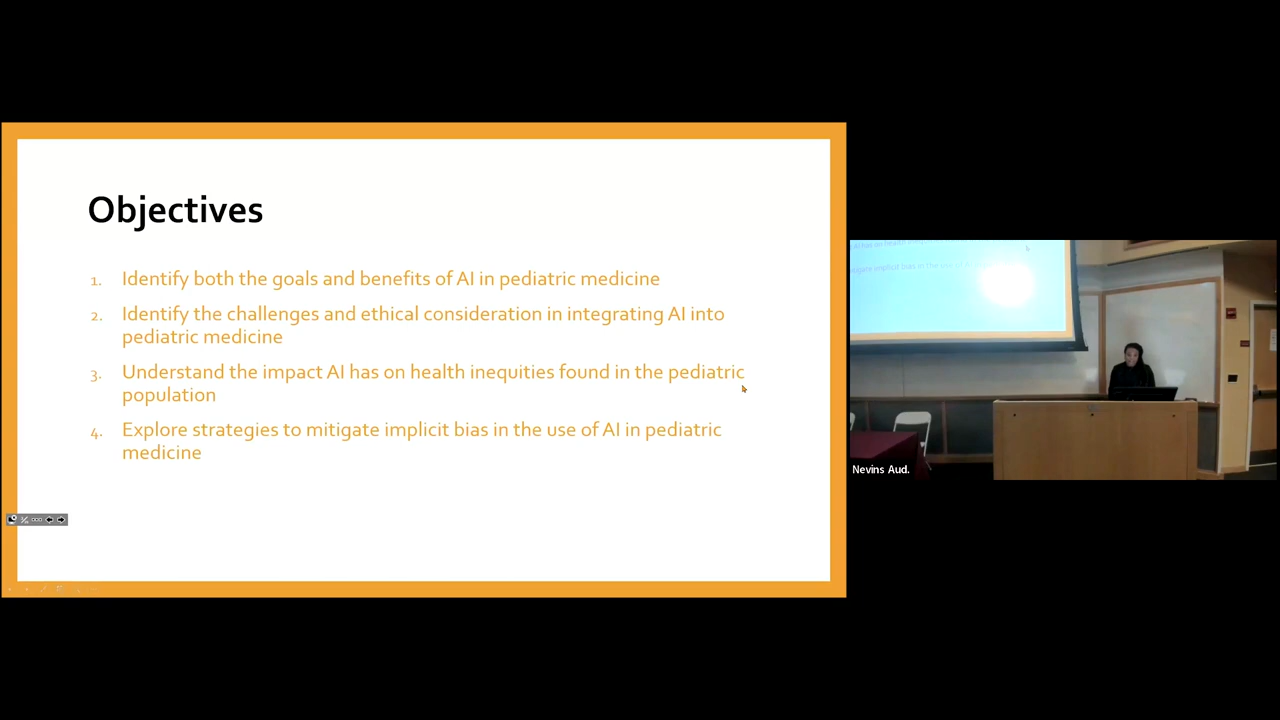 Objectives
1. Identify both the goals and benefits of AI in pediatric medicine
2. Identify the challenges and ethical consideration in integrating AI into
pediatric medicine
3. Understand the impact AI has on health inequities found in the pediatric
population
4. Explore strategies to mitigate implicit bias in the use of AI in pediatric
medicine
Nevins Aud.